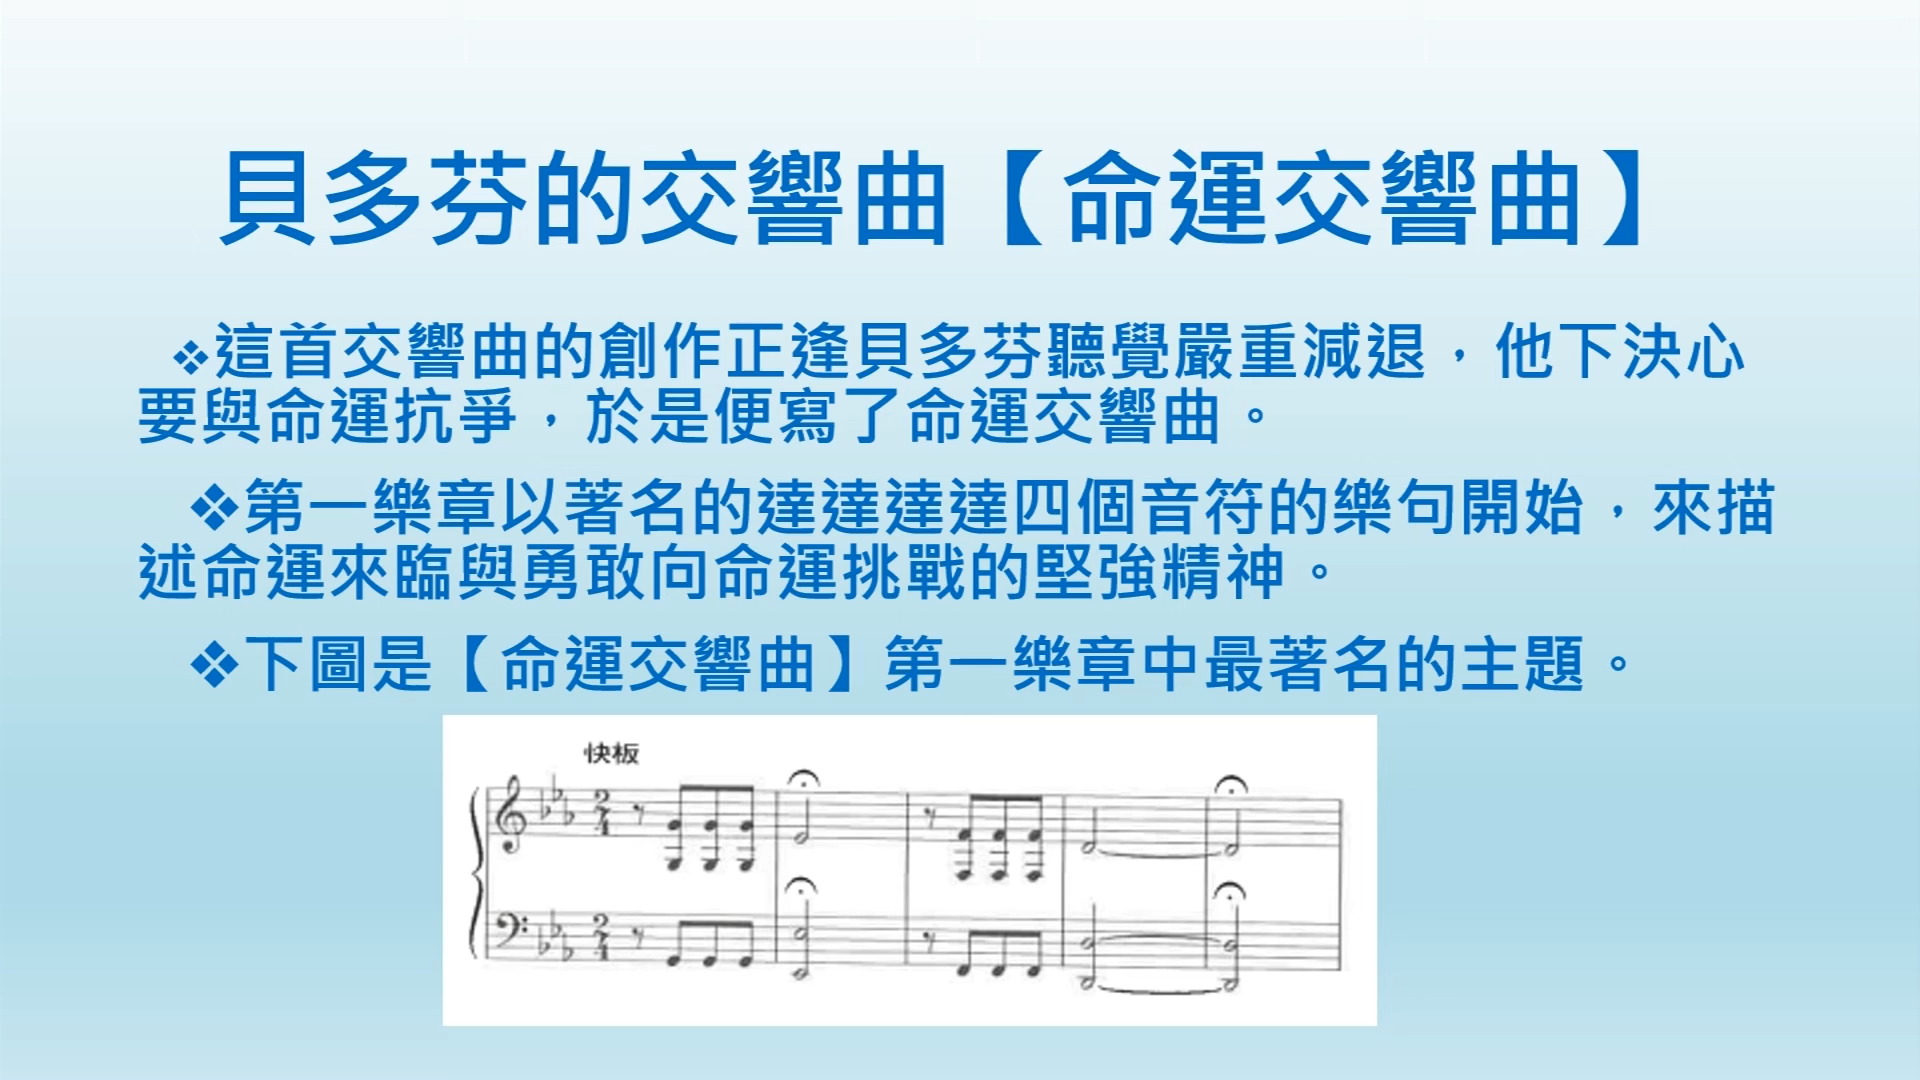 貝多芬的交響曲【命運交響曲】
❖這首交響曲的創作正逢貝多芬聽覺嚴重減退，他下決心
要與命運抗爭，於是便寫了命運交響曲。
❖第一樂章以著名的達達達達四個音符的樂句開始，來描
述命運來臨與勇敢向命運挑戰的堅強精神。
❖下圖是【命運交響曲】第一樂章中最著名的主題。
快板